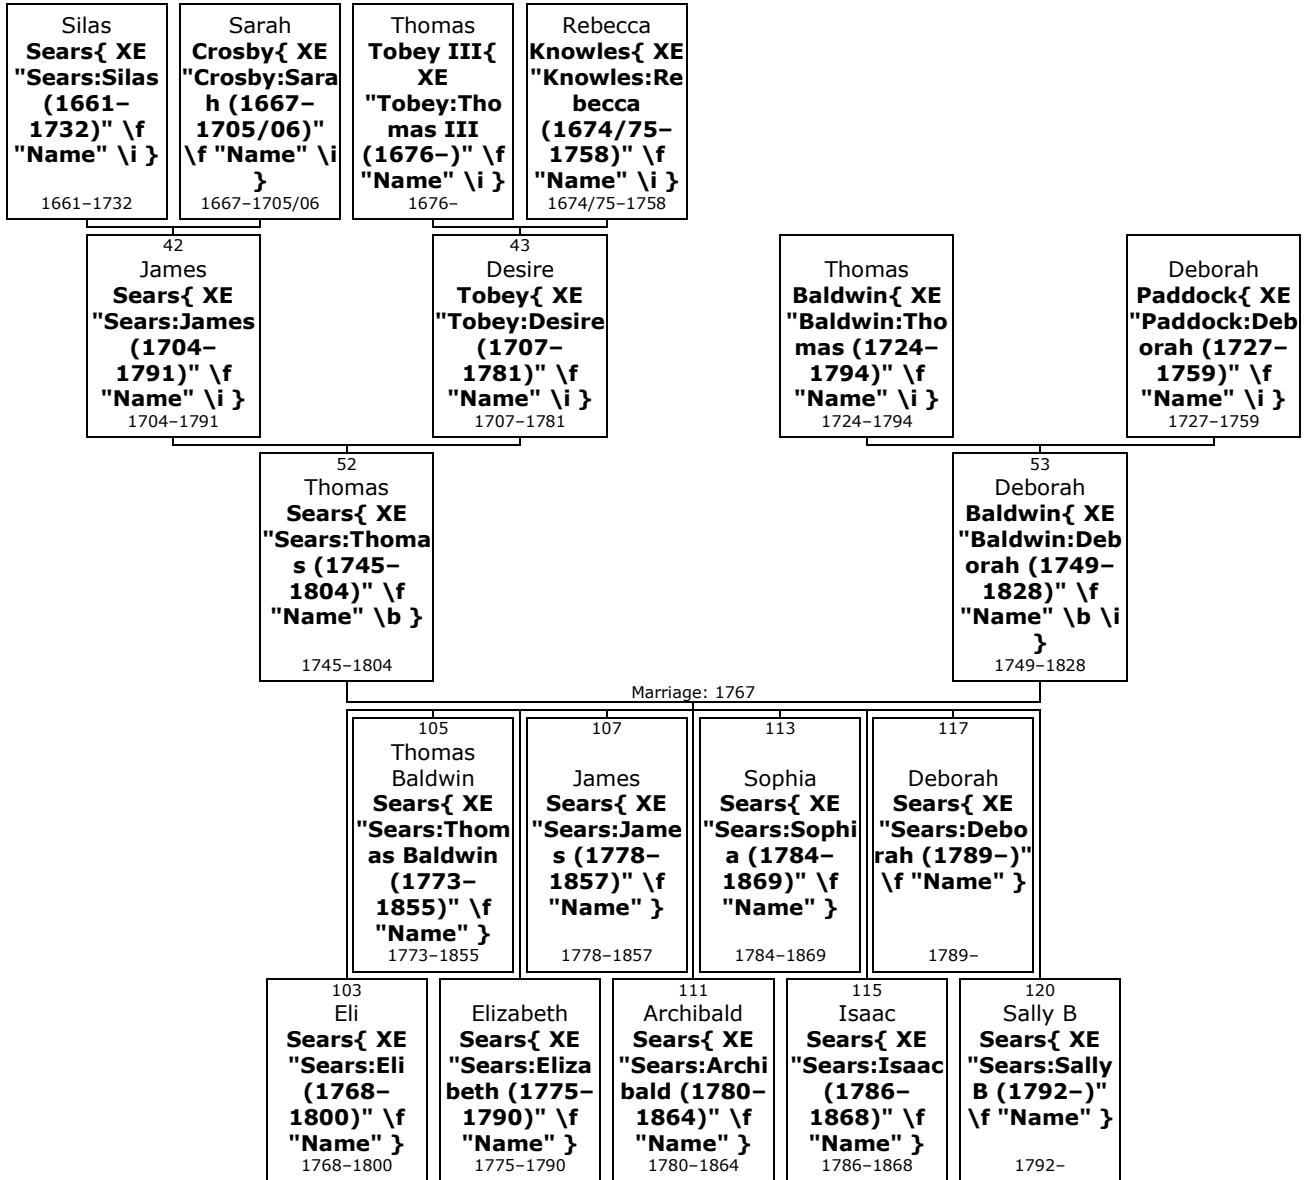 Silas
Sears{ XE
"Sears:Silas
(1661–
1732)" \f
"Name" \i }
1661–1732
Sarah
Crosby{ XE
"Crosby:Sara
h (1667–
1705/06)"
\f "Name" \i
}
1667–1705/06
Thomas
Tobey III{
XE
"Tobey:Tho
mas III
(1676–)" \f
"Name" \i }
1676–
Rebecca
Knowles{ XE
"Knowles:Re
becca
(1674/75–
1758)" \f
"Name" \i }
1674/75–1758
42
James
Sears{ XE
"Sears:James
(1704–
1791)" \f
"Name" \i }
1704–1791
43
Desire
Tobey{ XE
"Tobey:Desire
(1707–
1781)" \f
"Name" \i }
1707–1781
Thomas
Baldwin{ XE
"Baldwin:Tho
mas (1724–
1794)" \f
"Name" \i }
1724–1794
Deborah
Paddock{ XE
"Paddock:Deb
orah (1727–
1759)" \f
"Name" \i }
1727–1759
52
Thomas
Sears{ XE
"Sears:Thoma
s (1745–
1804)" \f
"Name" \b }
1745–1804
53
Deborah
Baldwin{ XE
"Baldwin:Deb
orah (1749–
1828)" \f
"Name" \b \i
}
1749–1828
Marriage: 1767
105
Thomas
Baldwin
Sears{ XE
"Sears:Thom
as Baldwin
(1773–
1855)" \f
"Name" }
1773–1855
107
James
Sears{ XE
"Sears:Jame
s (1778–
1857)" \f
"Name" }
1778–1857
113
Sophia
Sears{ XE
"Sears:Sophi
a (1784–
1869)" \f
"Name" }
1784–1869
117
Deborah
Sears{ XE
"Sears:Debo
rah (1789–)"
\f "Name" }
1789–
103
Eli
Sears{ XE
"Sears:Eli
(1768–
1800)" \f
"Name" }
1768–1800
Elizabeth
Sears{ XE
"Sears:Eliza
beth (1775–
1790)" \f
"Name" }
1775–1790
111
Archibald
Sears{ XE
"Sears:Archi
bald (1780–
1864)" \f
"Name" }
1780–1864
115
Isaac
Sears{ XE
"Sears:Isaac
(1786–
1868)" \f
"Name" }
1786–1868
120
Sally B
Sears{ XE
"Sears:Sally
B (1792–)"
\f "Name" }
1792–